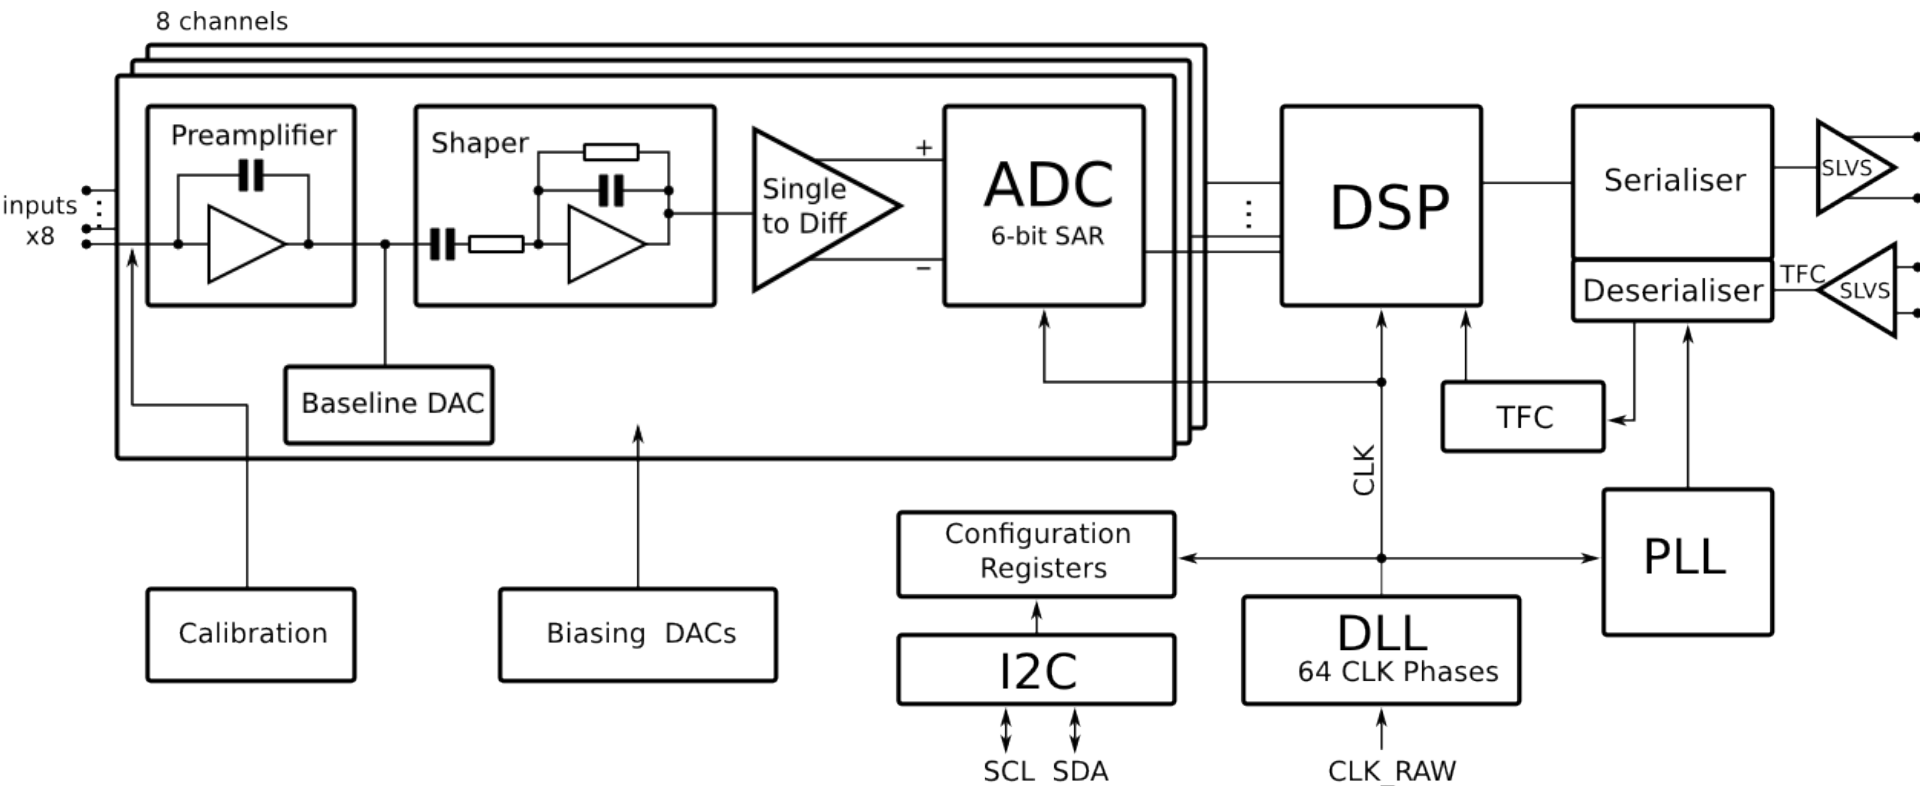 8 channels
Preamplifier
Shaper
inputs
x8
Single
to Diff
+
−
ADC
6-bit SAR
DSP
Serialiser
SLVS
Deserialiser
TFC
SLVS
Baseline DAC
TFC
CLK
Configuration
Registers
PLL
Calibration
Biasing DACs
I2C
DLL
64 CLK Phases
SCL SDA
CLK_RAW